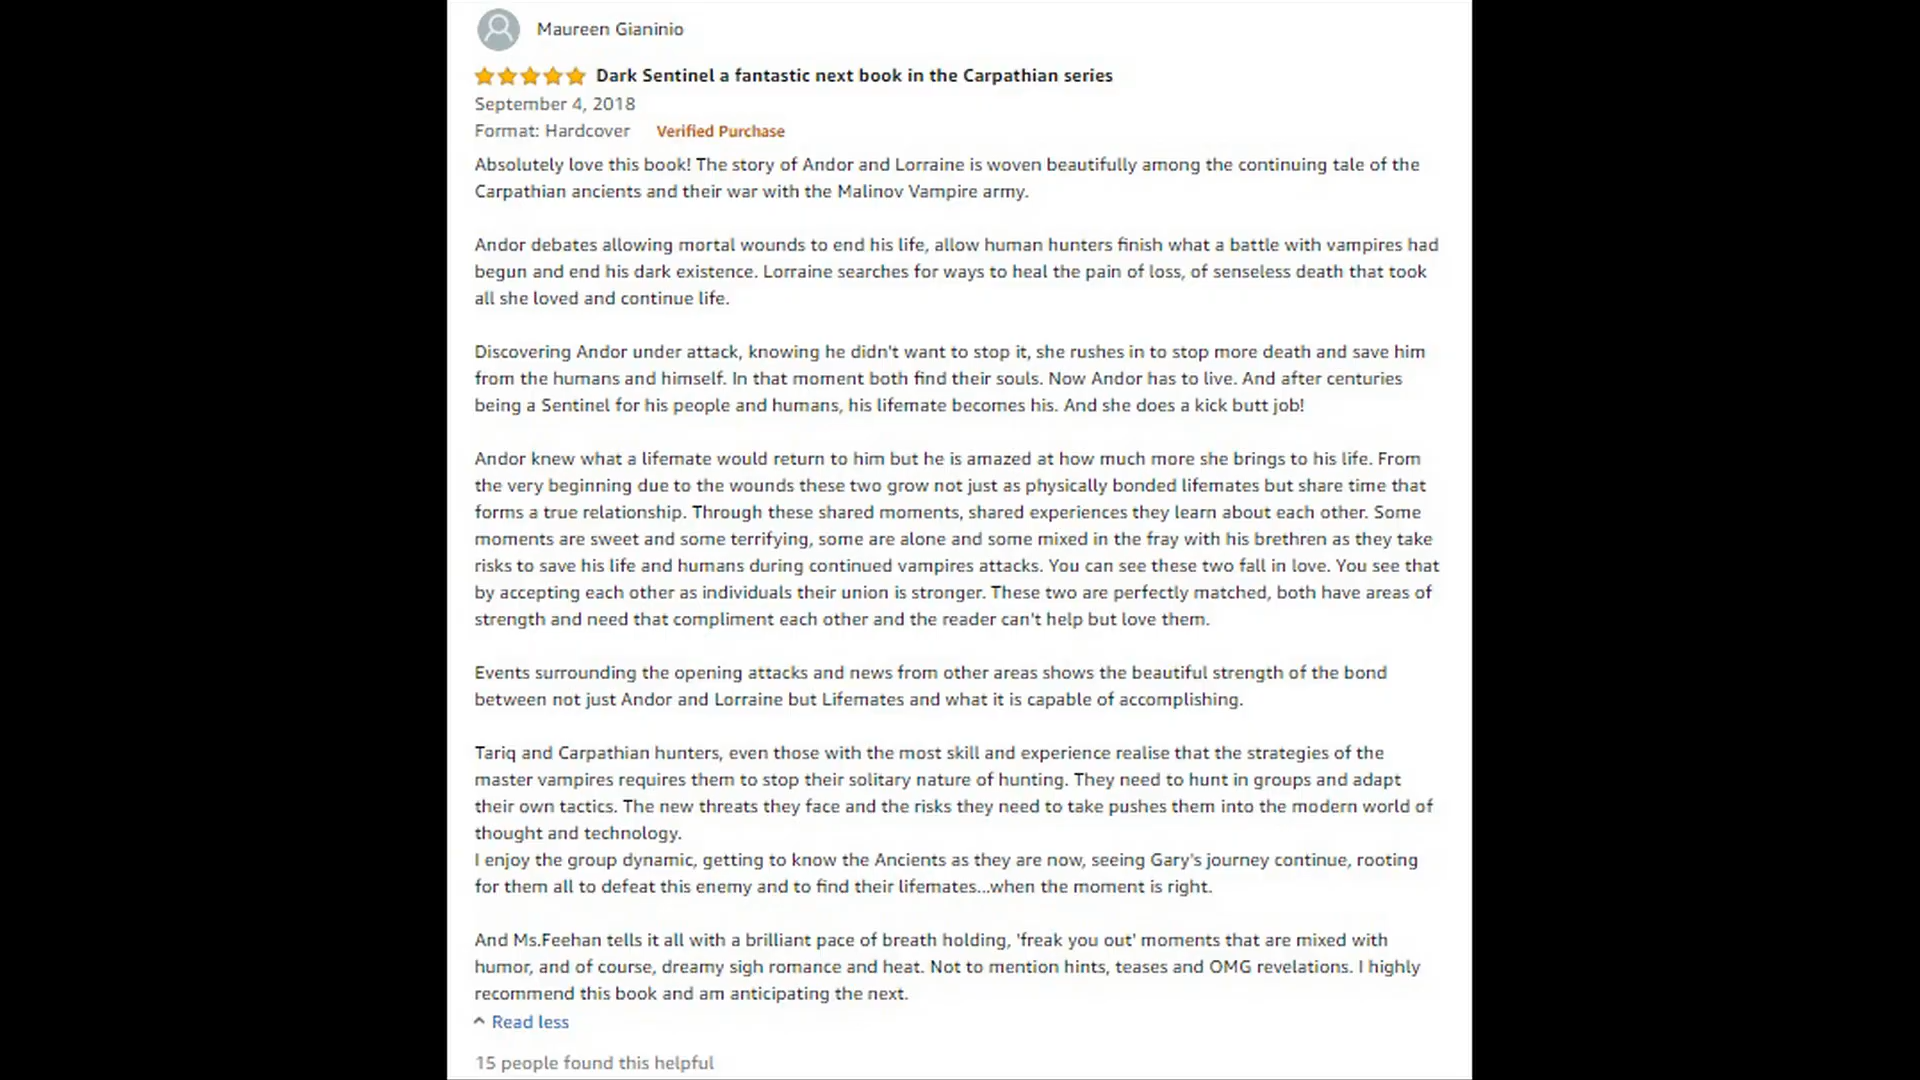 Maureen Gianinio
Dark Sentinel a fantastic next book in the Carpathian series
September 4, 2018
Format: Hardcover Verified Purchase
Absolutely love this book! The story of Andor and Lorraine is woven beautifully among the continuing tale of the
Carpathian ancients and their war with the Malinov Vampire army.
Andor debates allowing mortal wounds to end his life, allow human hunters finish what a battle with vampires had
begun and end his dark existence. Lorraine searches for ways to heal the pain of loss, of senseless death that took
all she loved and continue life.
Discovering Andor under attack, knowing he didn't want to stop it, she rushes in to stop more death and save him
from the humans and himself. In that moment both find their souls. Now Andor has to live. And after centuries
being a Sentinel for his people and humans, his lifemate becomes his. And she does a kick butt job!
Andor knew what a lifemate would return to him but he is amazed at how much more she brings to his life. From
the very beginning due to the wounds these two grow not just as physically bonded lifemates but share time that
forms a true relationship. Through these shared moments, shared experiences they learn about each other. Some
moments are sweet and some terrifying, some are alone and some mixed in the fray with his brethren as they take
risks to save his life and humans during continued vampires attacks. You can see these two fall in love. You see that
by accepting each other as individuals their union is stronger. These two are perfectly matched, both have areas of
strength and need that compliment each other and the reader can't help but love them.
Events surrounding the opening attacks and news from other areas shows the beautiful strength of the bond
between not just Andor and Lorraine but Lifemates and what it is capable of accomplishing.
Tariq and Carpathian hunters, even those with the most skill and experience realise that the strategies of the
master vampires requires them to stop their solitary nature of hunting. They need to hunt in groups and adapt
their own tactics. The new threats they face and the risks they need to take pushes them into the modern world of
thought and technology.
I enjoy the group dynamic, getting to know the Ancients as they are now, seeing Gary's journey continue, rooting
for them all to defeat this enemy and to find their lifemates...when the moment is right.
And Ms.Feehan tells it all with a brilliant pace of breath holding, 'freak you out' moments that are mixed with
humor, and of course, dreamy sigh romance and heat. Not to mention hints, teases and OMG revelations. I highly
recommend this book and am anticipating the next.
Read less
15 people found this helpful